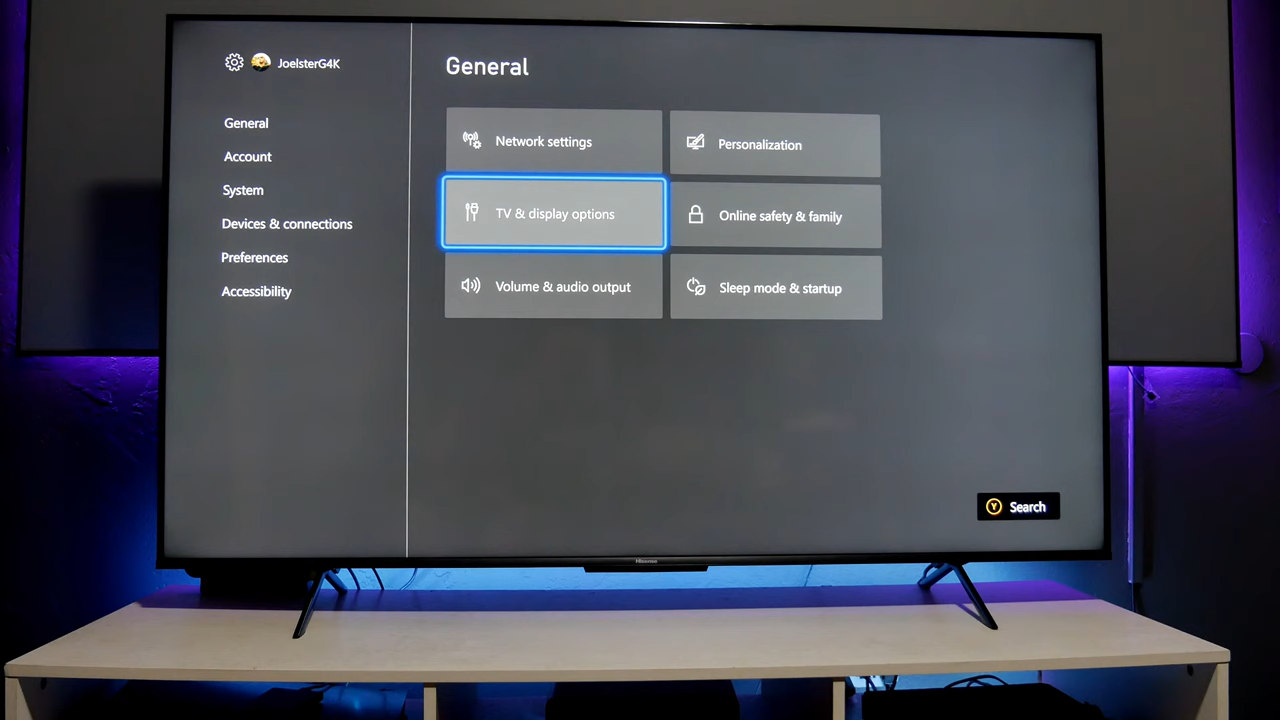 JoelsterG4K
General
Account
System
Devices & connections
Preferences
Accessibility
General
Network settings
Personalization
TV & display options
Online safety & family
Volume & audio output
Sleep mode & startup
Y Search
Hisense